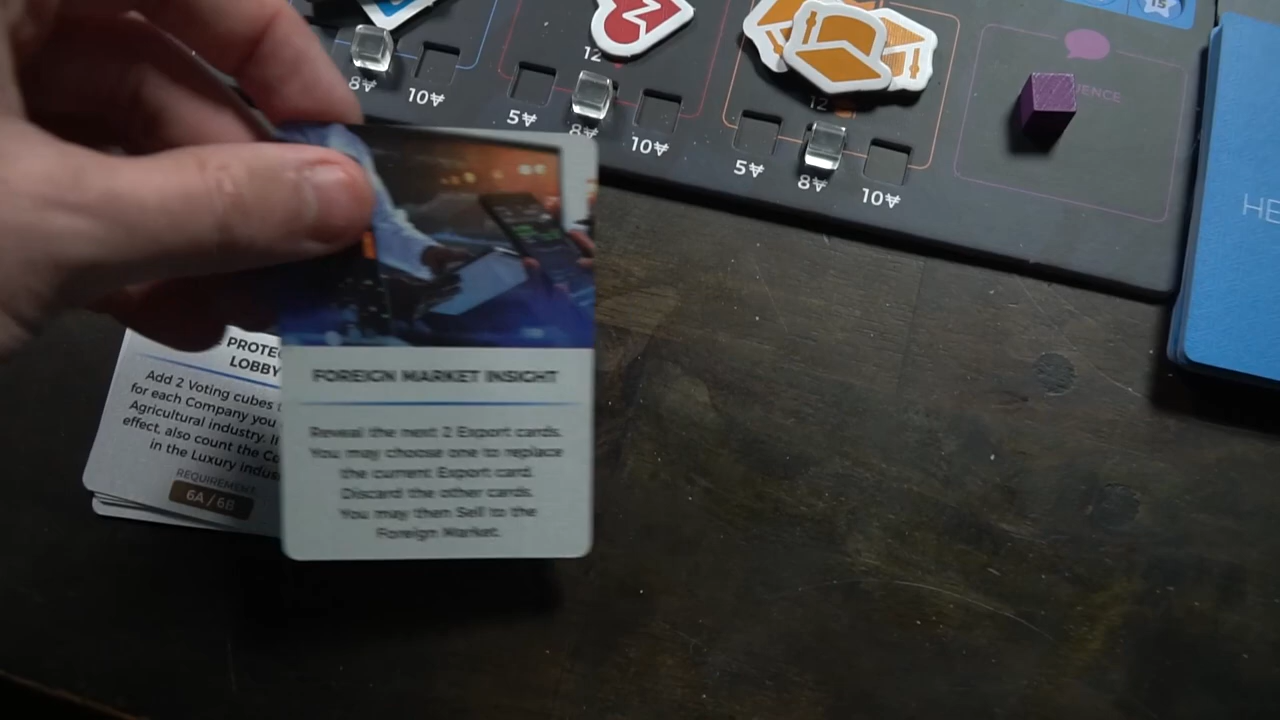 15
8₩
10₩
12
5₩
8₩
10₩
12
5₩
8₩
10₩
ENCE
HE
PROTEC
LOBBY
Add 2 Voting cubes
for each Company you
Agricultural industry. If
effect, also count the Co
in the Luxury indus
REQUIREMENT
6A / 6B
FOREIGN MARKET INSIGHT
Reveal the next 2 Export cards.
You may choose one to replace
the current Export card.
Discard the other cards.
You may then Sell to the
Foreign Market.